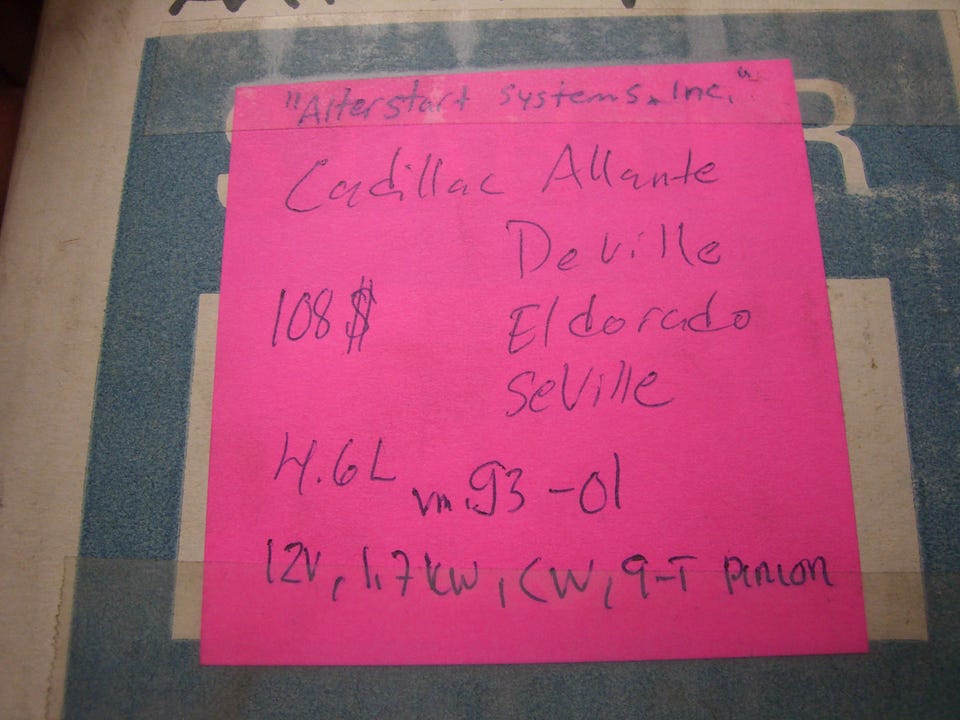 "Alterstart systems. Inc."
Cadillac Allante
DeVille
108$ Eldorado
SeVille
4.6L vm.93-01
12V, 1.7kw, CW, 9-T pinion